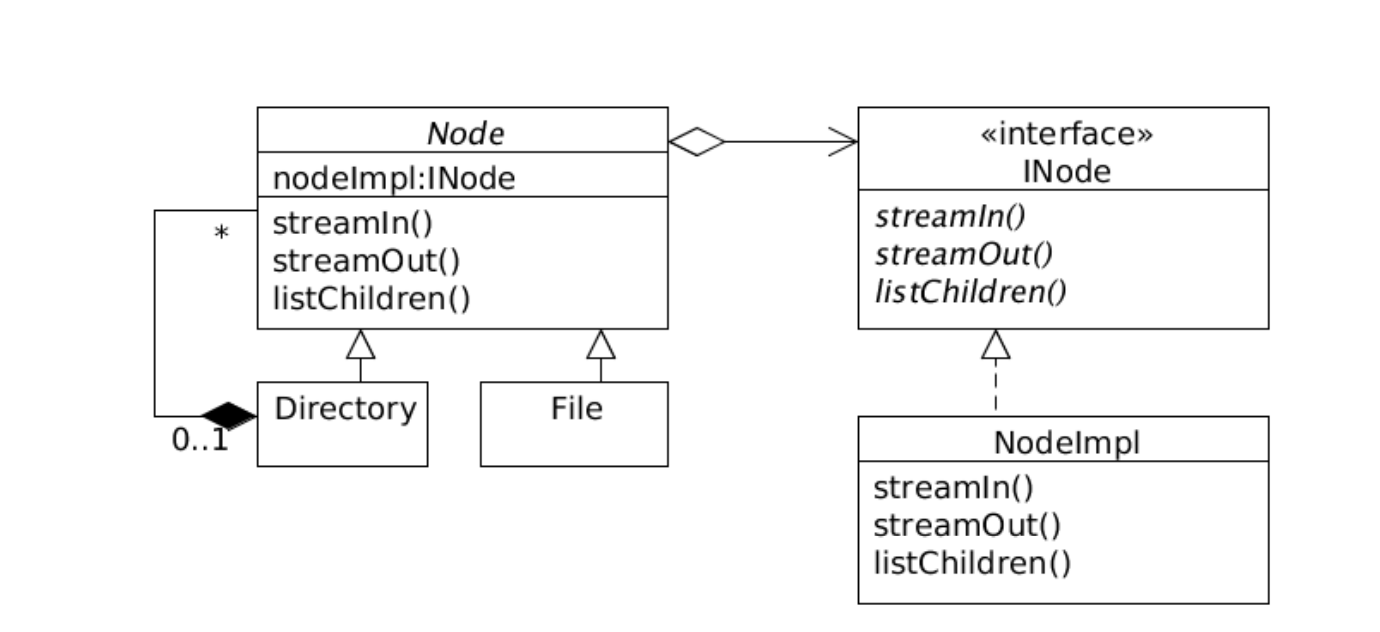 Node
nodeImpl:INode
streamIn()
streamOut()
listChildren()
*
0..1
Directory
File
«interface»
INode
streamIn()
streamOut()
listChildren()
NodeImpl
streamIn()
streamOut()
listChildren()